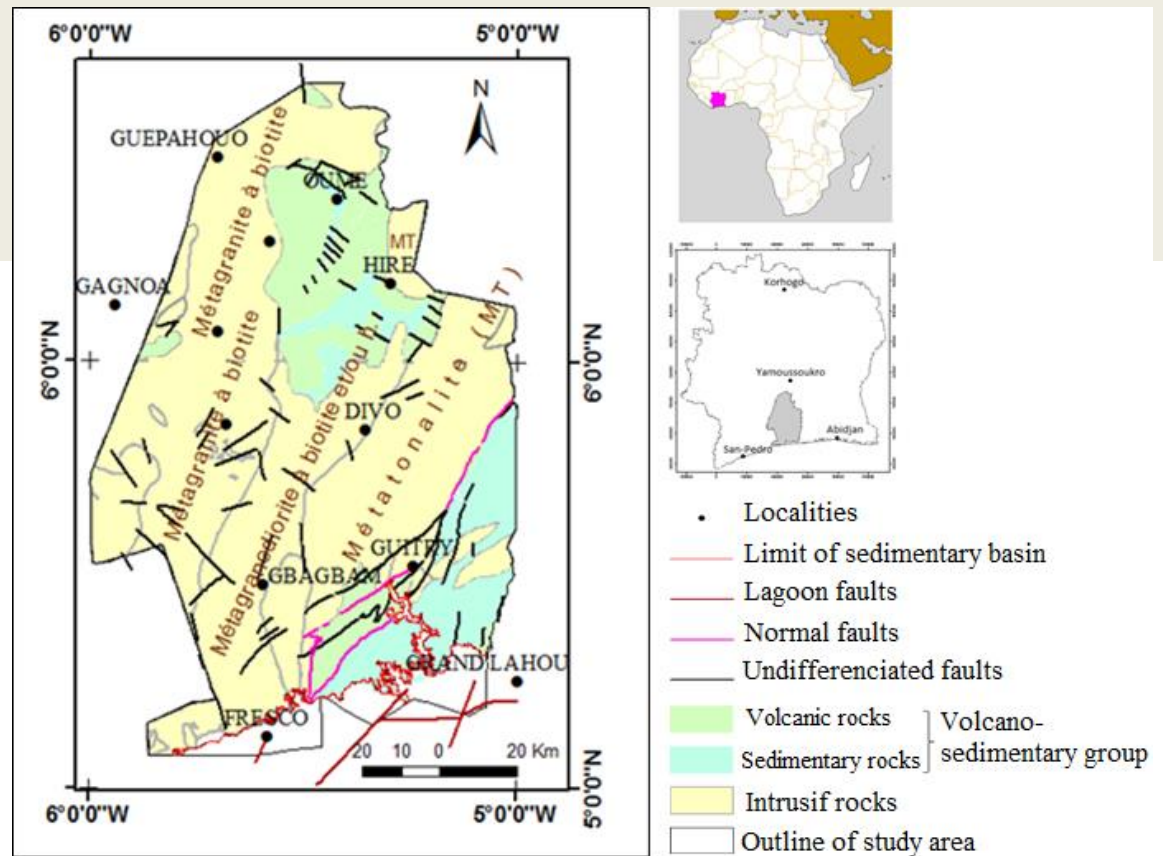 6°0'0"W
5°0'0"W
N
GUEPAHOUO
OUME
Métagranite à biotite
MT
HIRE
GAGNOA
6°0'0"N
6°0'0"N
Métagranite à biotite
Métagranodiorite à biotite et/ou h.
Métatonalite (MT)
DIVO
GUITRY
GBAGBAM
GRAND LAHOU
FRESCO
20 10 0 20 Km
6°0'0"W
5°0'0"W
5°0'0"N
Korhogo
Yamoussoukro
Abidjan
San-Pedro
Localities
Limit of sedimentary basin
Lagoon faults
Normal faults
Undifferenciated faults
Volcanic rocks
Sedimentary rocks
Volcano-
sedimentary group
Intrusif rocks
Outline of study area